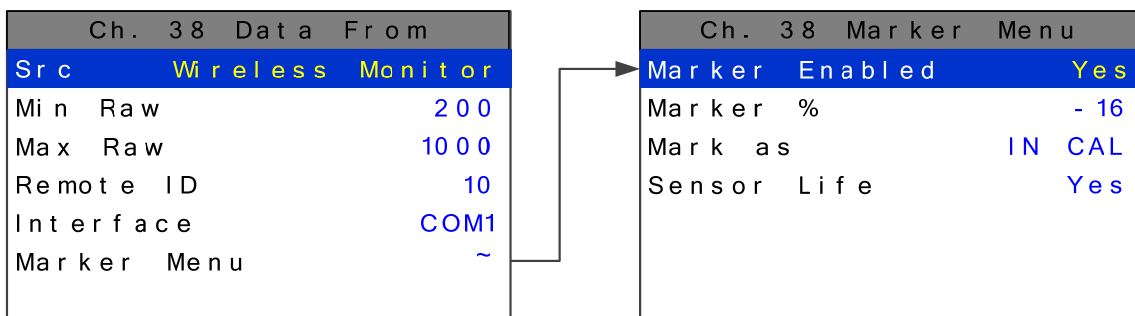 Ch. 38 Data From
Src Wireless Monitor
Min Raw 200
Max Raw 1000
Remote ID 10
Interface COM1
Marker Menu ~
Ch. 38 Marker Menu
Marker Enabled Yes
Marker % -16
Mark as IN CAL
Sensor Life Yes